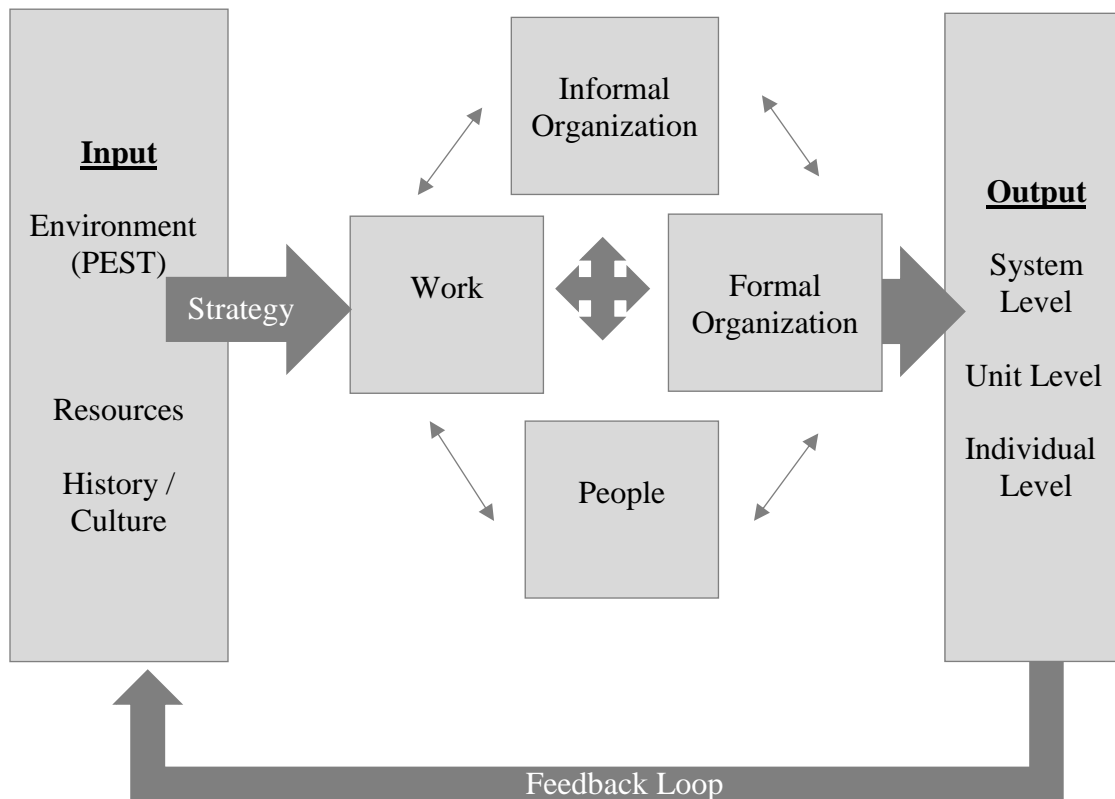 Input
Environment
(PEST)
Resources
History /
Culture
Strategy
Informal
Organization
Work
Formal
Organization
People
Output
System
Level
Unit Level
Individual
Level
Feedback Loop